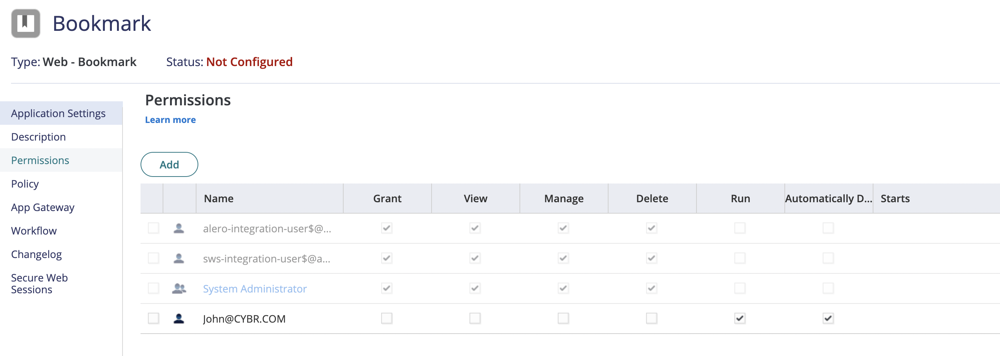 Bookmark
Type: Web - Bookmark Status: Not Configured
Application Settings
Description
Permissions
Policy
App Gateway
Workflow
Changelog
Secure Web
Sessions
Permissions
Learn more
Add
Name Grant View Manage Delete Run Automatically D... Starts
alero-integration-user$@...
sws-integration-user$@a...
System Administrator
John@CYBR.COM